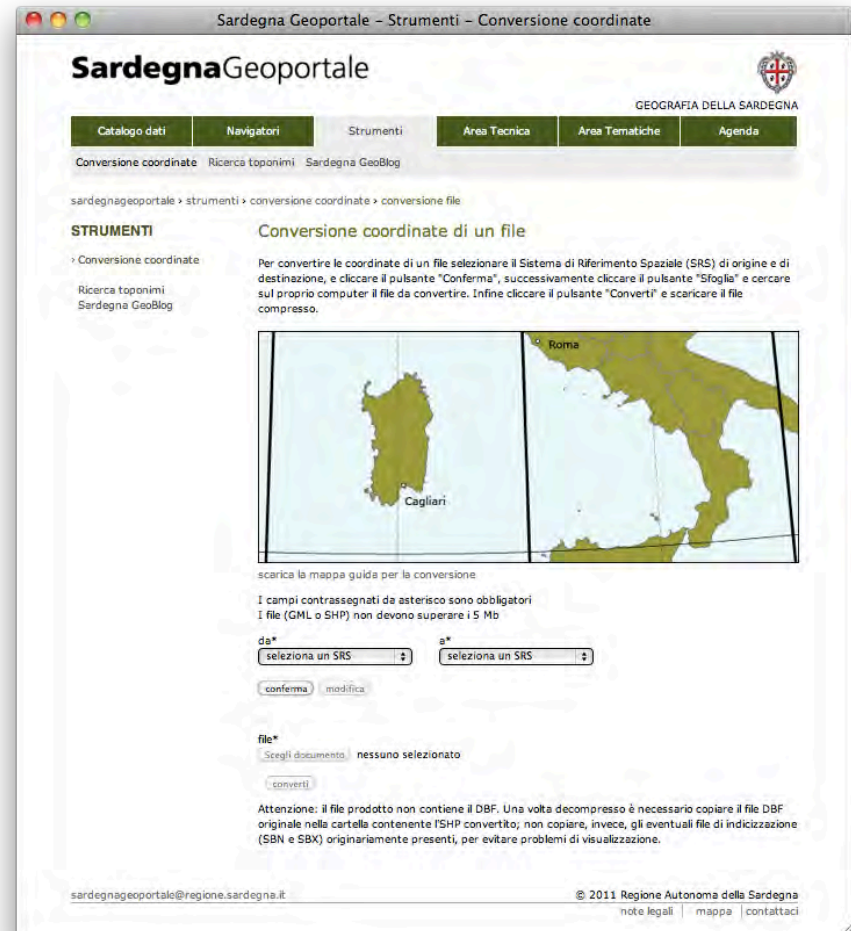 Sardegna Geoportale – Strumenti – Conversione coordinate
SardegnaGeoportale
GEOGRAFIA DELLA SARDEGNA
Catalogo dati Navigatori Strumenti Area Tecnica Area Tematiche Agenda
Conversione coordinate Ricerca toponimi Sardegna GeoBlog
sardegnageoportale › strumenti › conversione coordinate › conversione file
STRUMENTI
› Conversione coordinate
Ricerca toponimi
Sardegna GeoBlog
Conversione coordinate di un file
Per convertire le coordinate di un file selezionare il Sistema di Riferimento Spaziale (SRS) di origine e di
destinazione, e cliccare il pulsante "Conferma", successivamente cliccare il pulsante "Sfoglia" e cercare
sul proprio computer il file da convertire. Infine cliccare il pulsante "Converti" e scaricare il file
compresso.
Roma
Cagliari
scarica la mappa guida per la conversione
I campi contrassegnati da asterisco sono obbligatori
I file (GML o SHP) non devono superare i 5 Mb
da* a*
seleziona un SRS seleziona un SRS
conferma modifica
file*
Scegli documento nessuno selezionato
converti
Attenzione: il file prodotto non contiene il DBF. Una volta decompresso è necessario copiare il file DBF
originale nella cartella contenente l'SHP convertito; non copiare, invece, gli eventuali file di indicizzazione
(SBN e SBX) originariamente presenti, per evitare problemi di visualizzazione.
sardegnageoportale@regione.sardegna.it © 2011 Regione Autonoma della Sardegna
note legali | mappa | contattaci